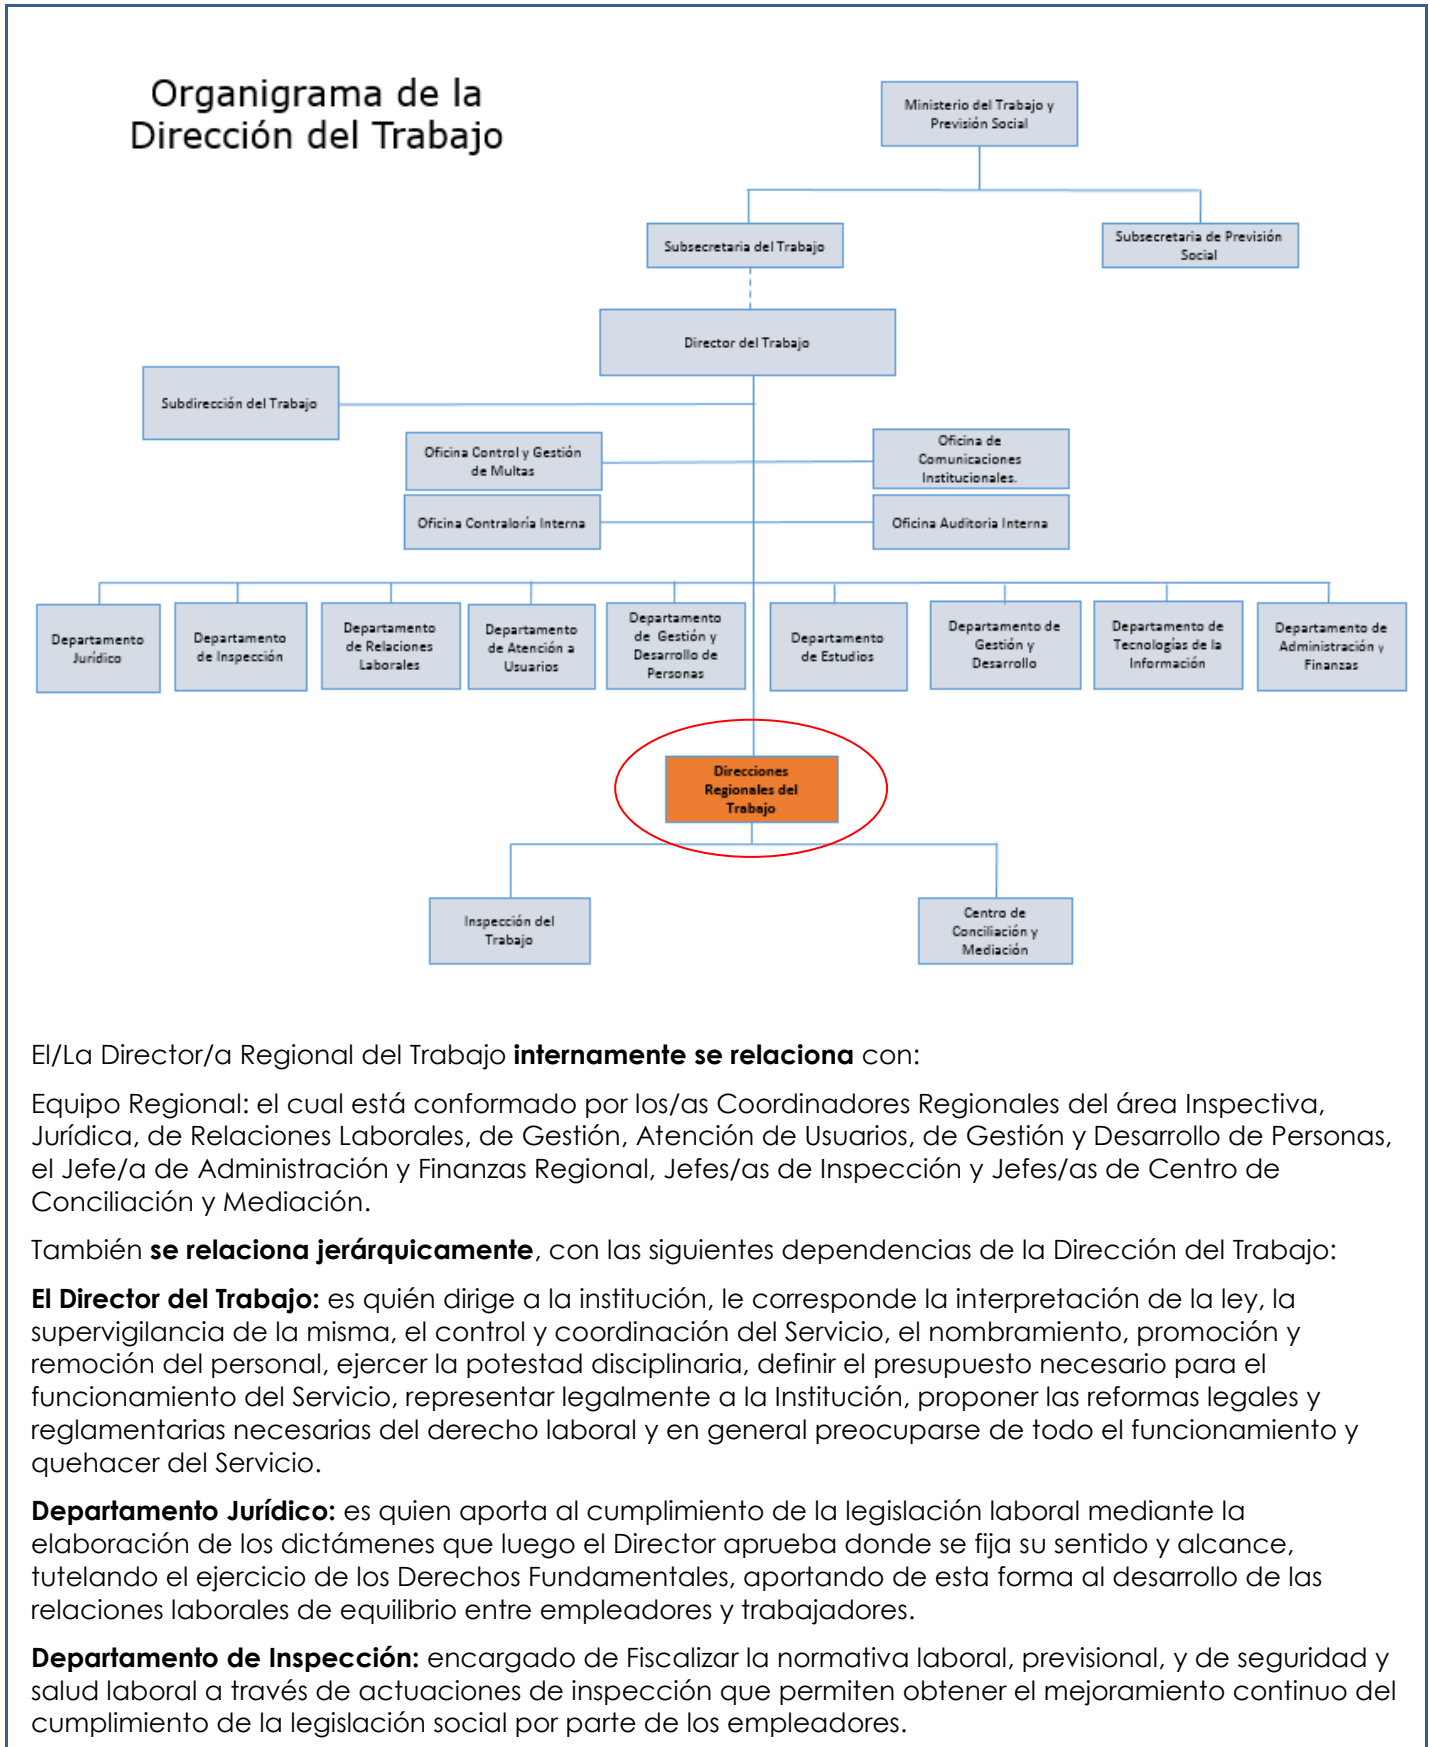 Organigrama de la
Dirección del Trabajo
Ministerio del Trabajo y
Previsión Social
Subsecretaria del Trabajo
Subsecretaria de Previsión
Social
Director del Trabajo
Subdirección del Trabajo
Oficina Control y Gestión
de Multas
Oficina de
Comunicaciones
Institucionales.
Oficina Contraloría Interna
Oficina Auditoria Interna
Departamento
Jurídico
Departamento
de Inspección
Departamento
de Relaciones
Laborales
Departamento
de Atención a
Usuarios
Departamento
de Gestión y
Desarrollo de
Personas
Departamento
de Estudios
Departamento de
Gestión y
Desarrollo
Departamento de
Tecnologías de la
Información
Departamento de
Administración y
Finanzas
Direcciones
Regionales del
Trabajo
Inspección del
Trabajo
Centro de
Conciliación y
Mediación
El/La Director/a Regional del Trabajo internamente se relaciona con:
Equipo Regional: el cual está conformado por los/as Coordinadores Regionales del área Inspectiva,
Jurídica, de Relaciones Laborales, de Gestión, Atención de Usuarios, de Gestión y Desarrollo de Personas,
el Jefe/a de Administración y Finanzas Regional, Jefes/as de Inspección y Jefes/as de Centro de
Conciliación y Mediación.
También se relaciona jerárquicamente, con las siguientes dependencias de la Dirección del Trabajo:
El Director del Trabajo: es quién dirige a la institución, le corresponde la interpretación de la ley, la
supervigilancia de la misma, el control y coordinación del Servicio, el nombramiento, promoción y
remoción del personal, ejercer la potestad disciplinaria, definir el presupuesto necesario para el
funcionamiento del Servicio, representar legalmente a la Institución, proponer las reformas legales y
reglamentarias necesarias del derecho laboral y en general preocuparse de todo el funcionamiento y
quehacer del Servicio.
Departamento Jurídico: es quien aporta al cumplimiento de la legislación laboral mediante la
elaboración de los dictámenes que luego el Director aprueba donde se fija su sentido y alcance,
tutelando el ejercicio de los Derechos Fundamentales, aportando de esta forma al desarrollo de las
relaciones laborales de equilibrio entre empleadores y trabajadores.
Departamento de Inspección: encargado de Fiscalizar la normativa laboral, previsional, y de seguridad y
salud laboral a través de actuaciones de inspección que permiten obtener el mejoramiento continuo del
cumplimiento de la legislación social por parte de los empleadores.